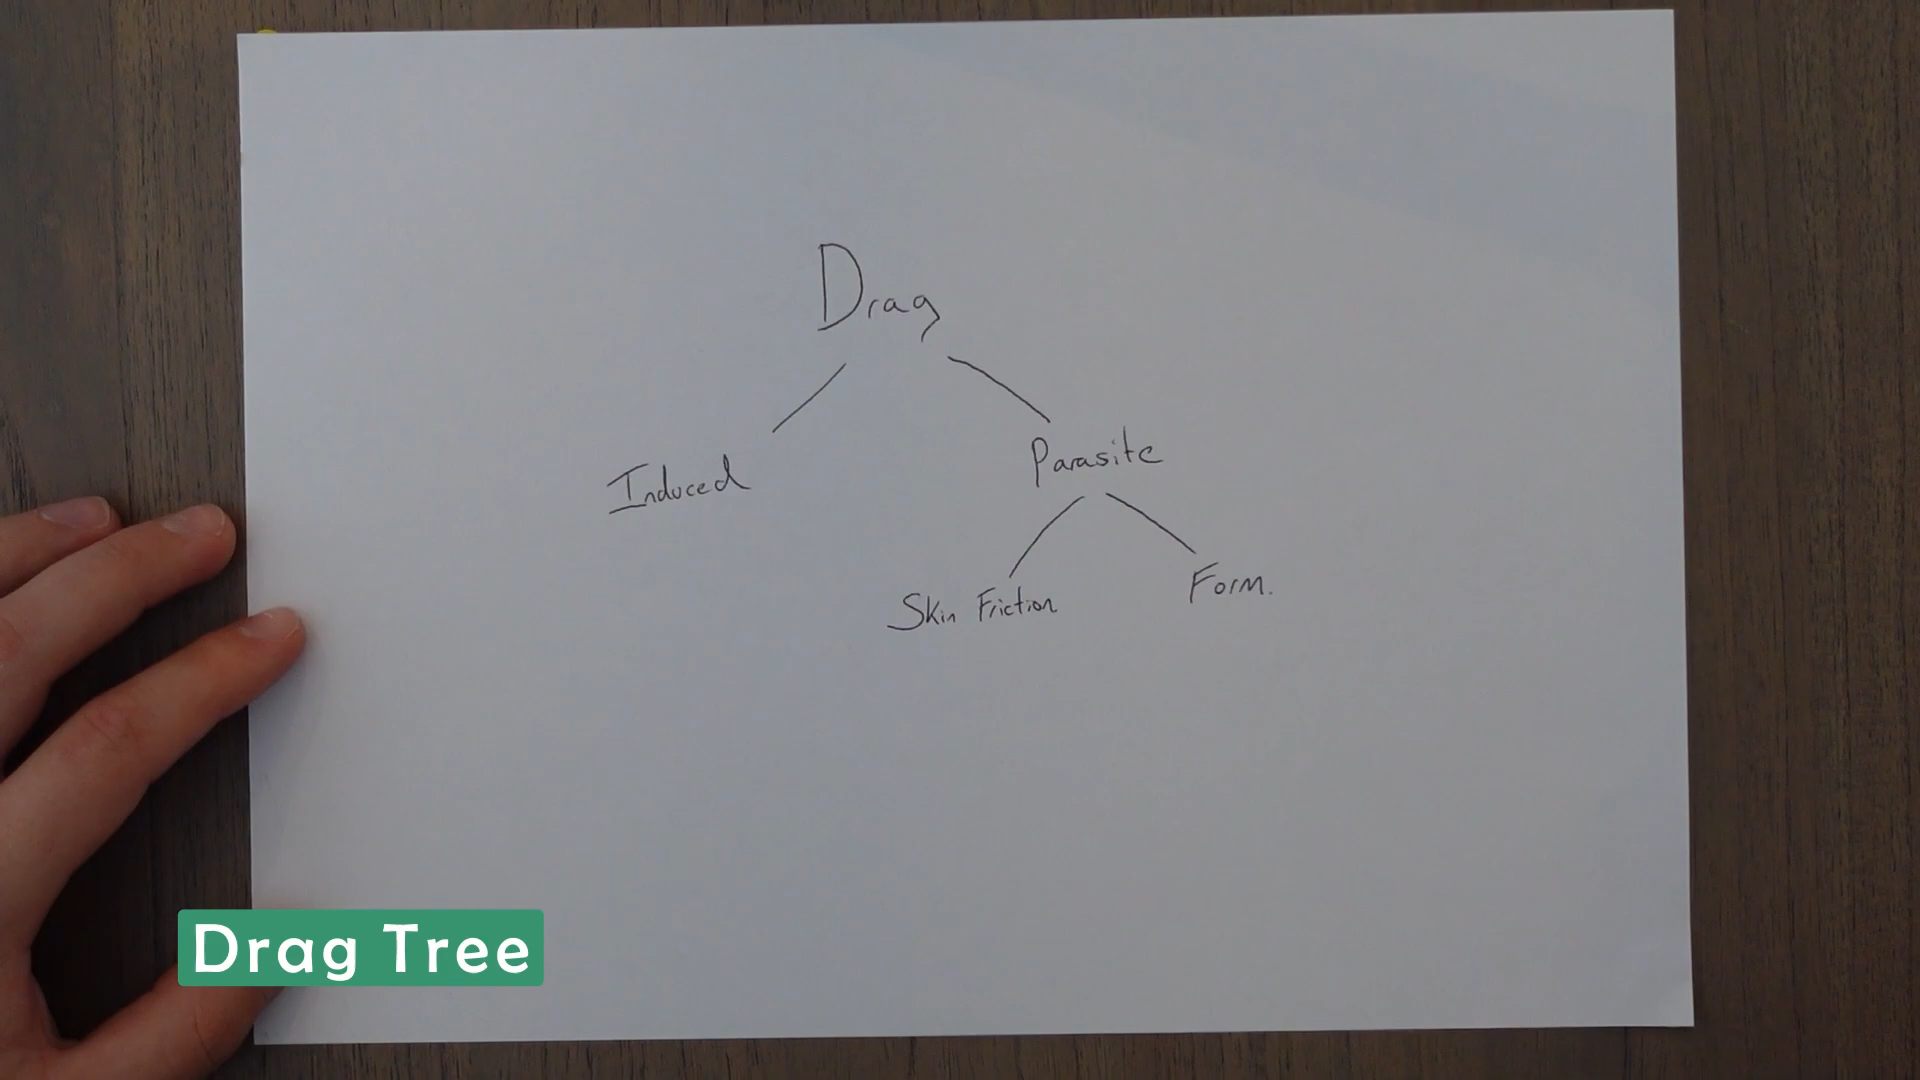 Drag
Induced
Parasite
Skin Friction
Form.
Drag Tree